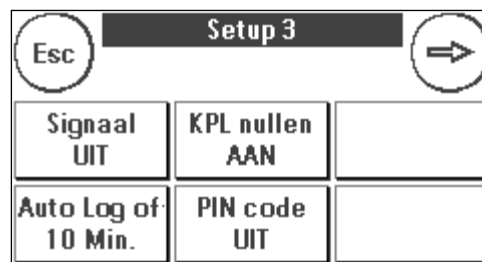 Setup 3
Esc
Signaal
UIT
KPL nullen
AAN
Auto Log of
10 Min.
PIN code
UIT